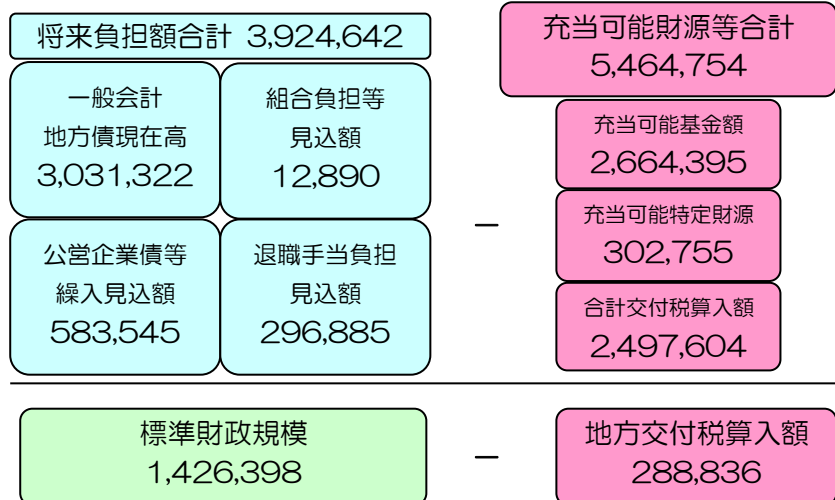 将来負担額合計 3,924,642
一般会計
地方債現在高
3,031,322
組合負担等
見込額
12,890
公営企業債等
繰入見込額
583,545
退職手当負担
見込額
296,885
−
充当可能財源等合計
5,464,754
充当可能基金額
2,664,395
充当可能特定財源
302,755
合計交付税算入額
2,497,604
標準財政規模
1,426,398
−
地方交付税算入額
288,836